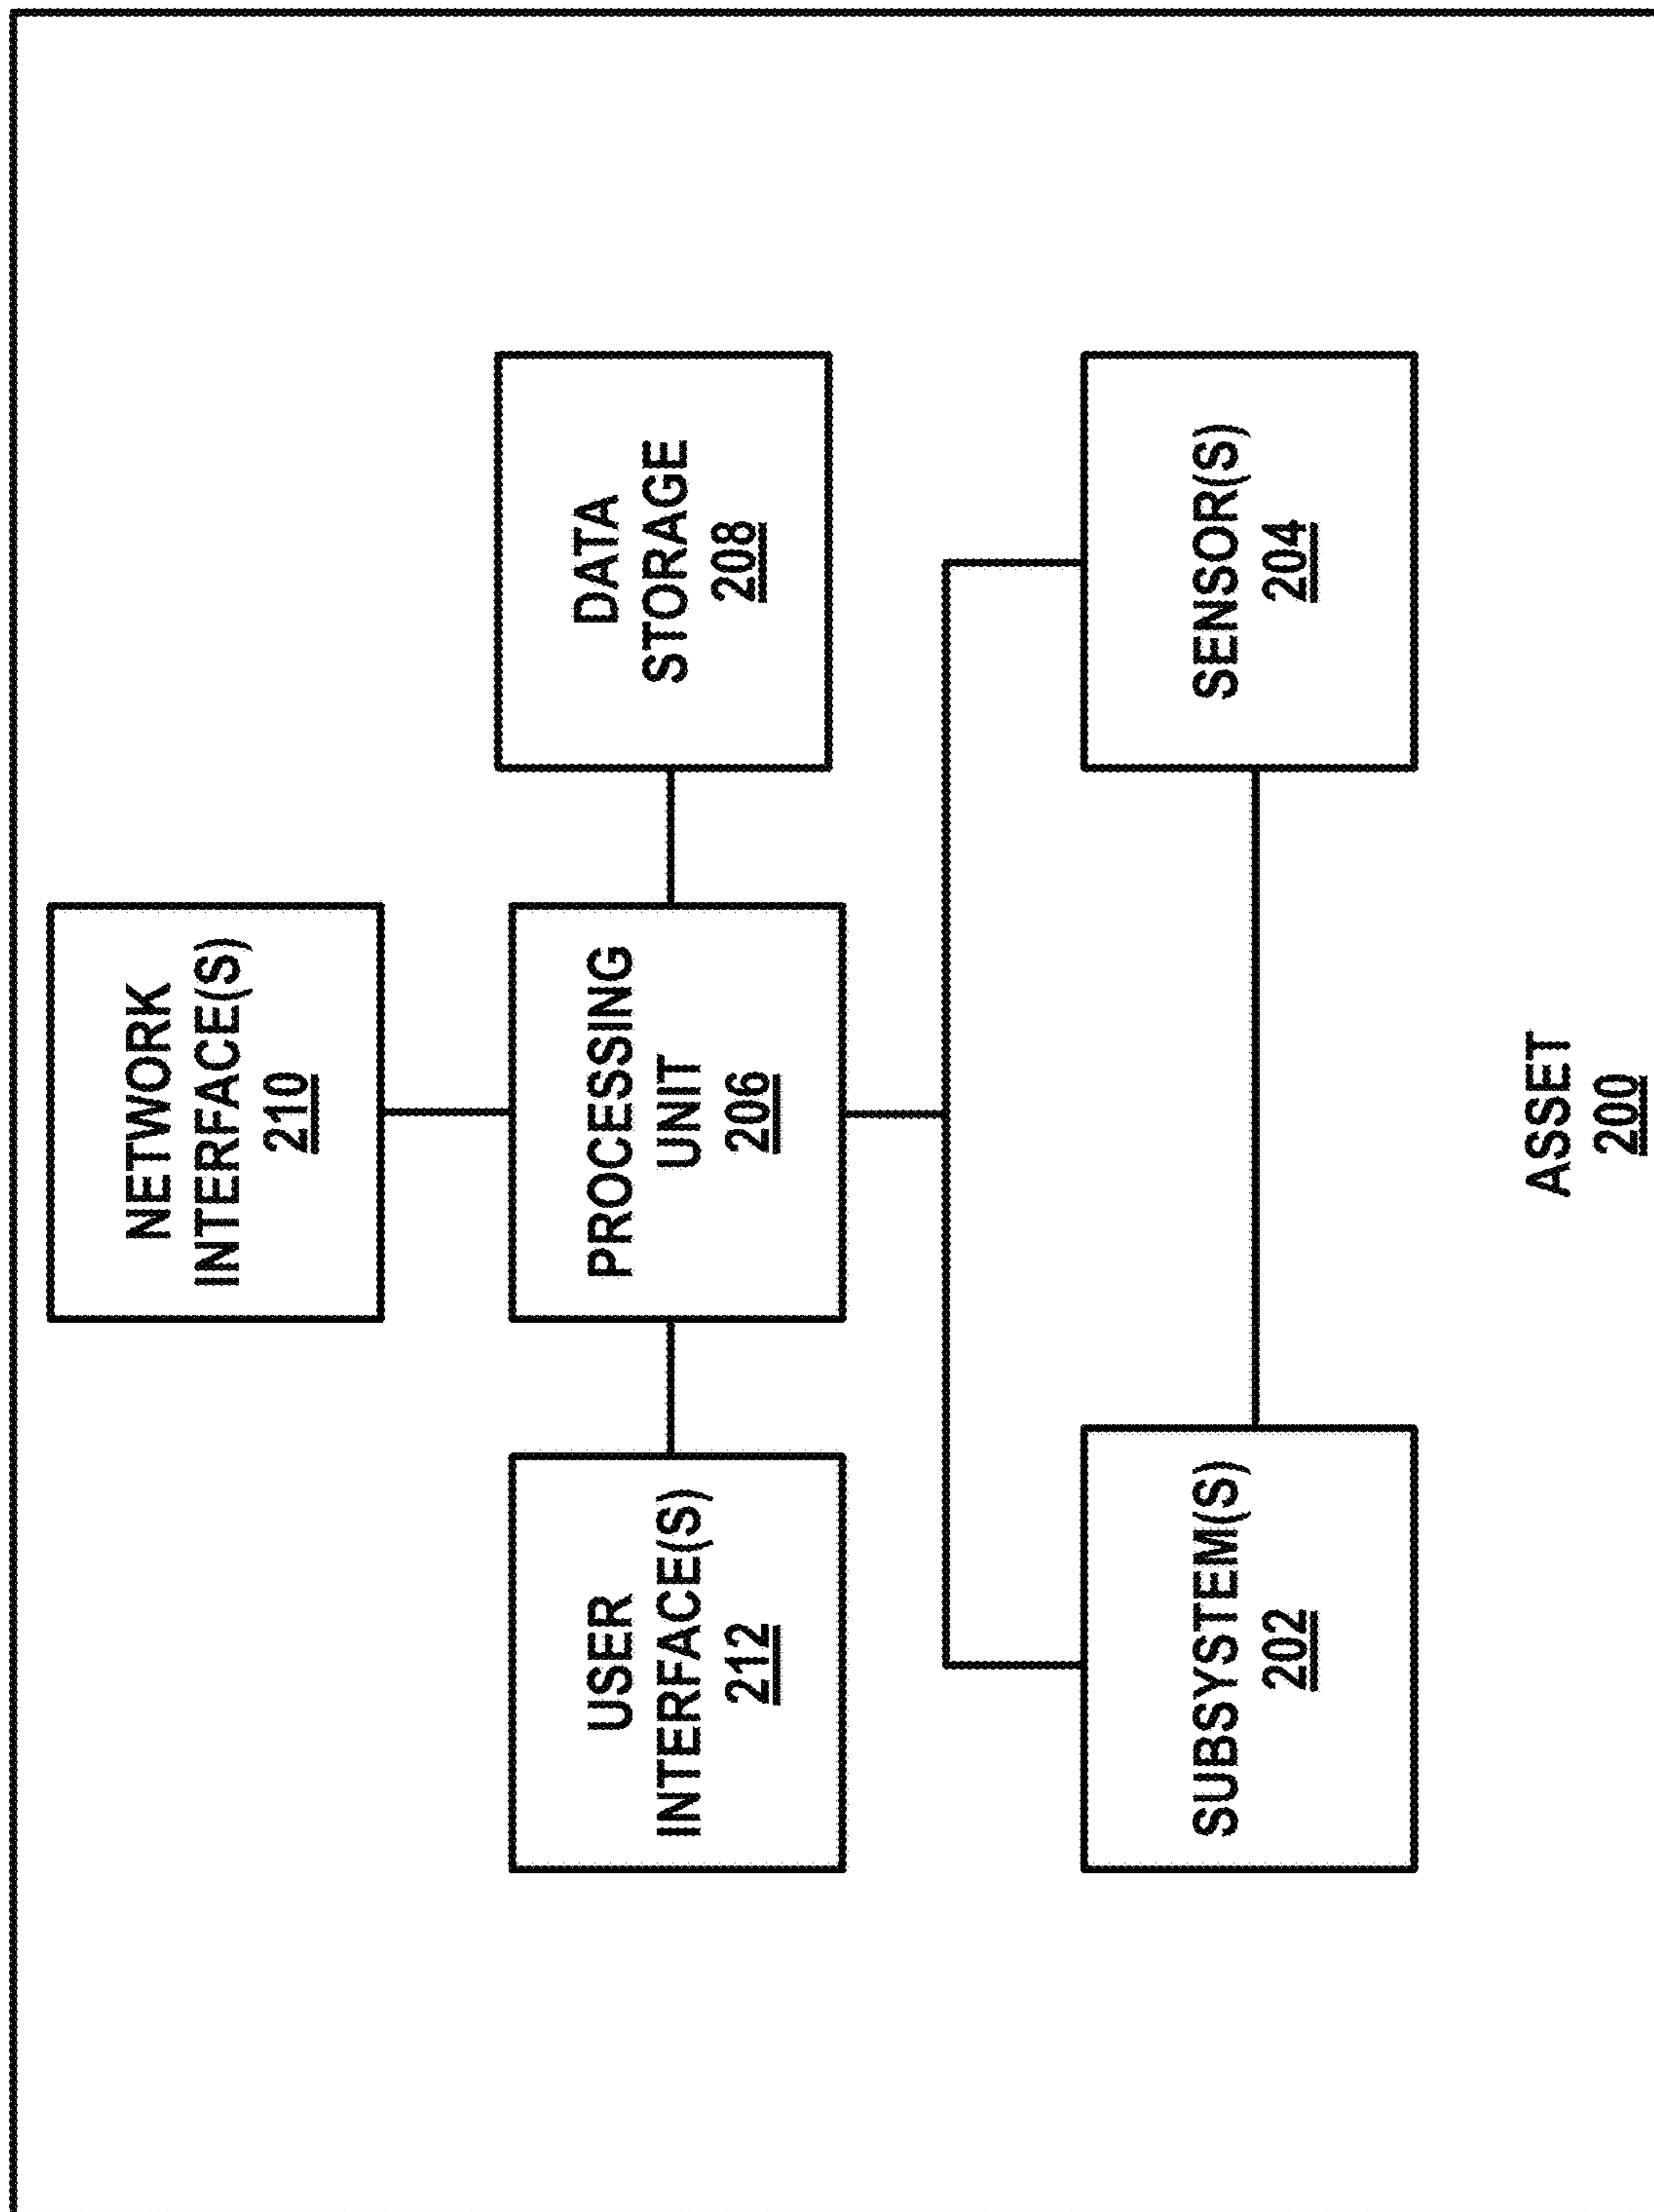 NETWORK
INTERFACE(S)
210
USER
INTERFACE(S)
212
PROCESSING
UNIT
206
DATA
STORAGE
208
SUBSYSTEM(S)
202
SENSOR(S)
204
ASSET
200